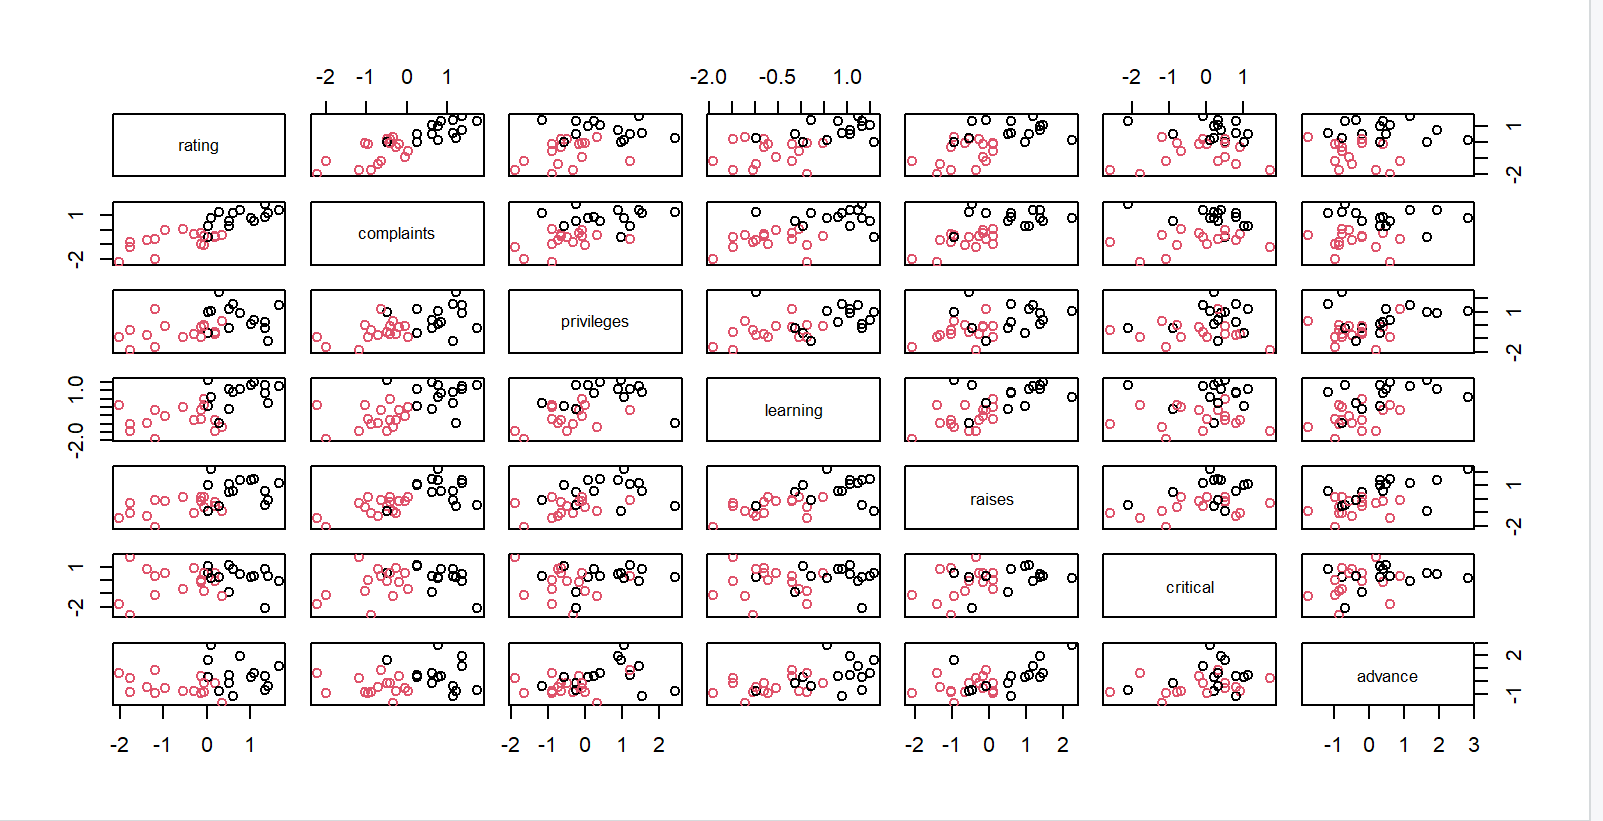 -2 -1 0 1 -2.0 -0.5 1.0 -2 -1 0 1
rating 1 -2
1 -2 complaints
privileges 1 -2
1.0 -2.0 learning
raises 1 -2
1 -2 critical
advance 2 -1
-2 -1 0 1 -2 -1 0 1 2 -2 -1 0 1 2 -1 0 1 2 3